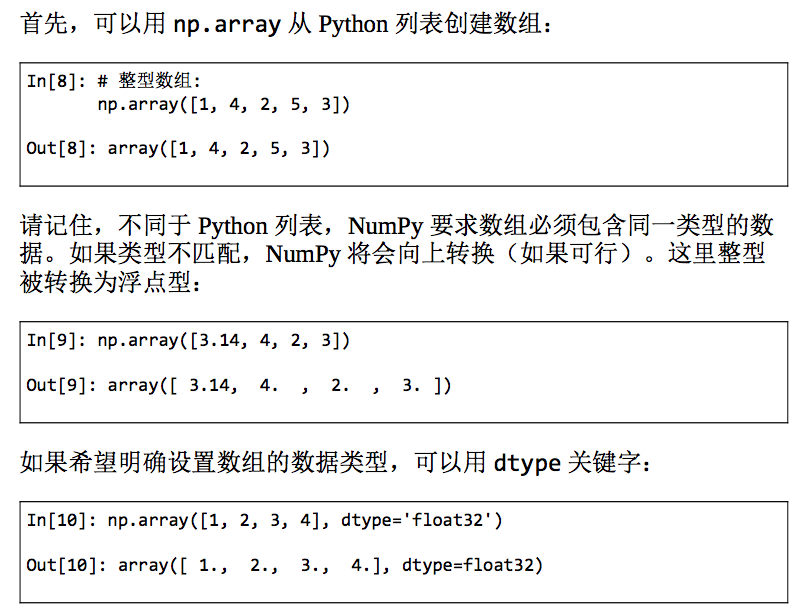 首先，可以用 np.array 从 Python 列表创建数组：
In[8]: # 整型数组:
np.array([1, 4, 2, 5, 3])
Out[8]: array([1, 4, 2, 5, 3])
请记住，不同于 Python 列表，NumPy 要求数组必须包含同一类型的数
据。如果类型不匹配，NumPy 将会向上转换（如果可行）。这里整型
被转换为浮点型：
In[9]: np.array([3.14, 4, 2, 3])
Out[9]: array([ 3.14,  4.  ,  2.  ,  3. ])
如果希望明确设置数组的数据类型，可以用 dtype 关键字：
In[10]: np.array([1, 2, 3, 4], dtype='float32')
Out[10]: array([ 1.,  2.,  3.,  4.], dtype=float32)